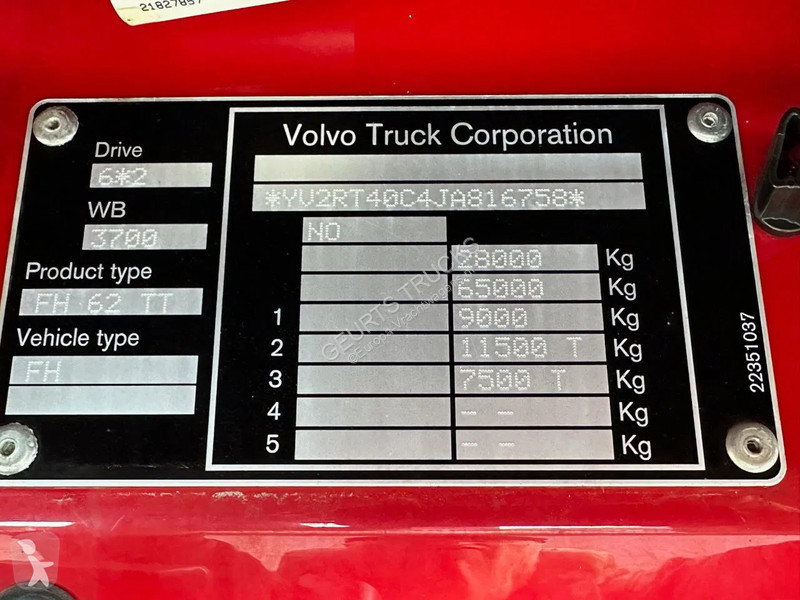 21827857
Volvo Truck Corporation
Drive
6*2
WB
3700
Product type
FH 62 TT
Vehicle type
FH
*YV2RT40C4JA816758*
NO
28000 Kg
65000 Kg
1 9000 Kg
2 11500 T Kg
3 7500 T Kg
4 - - Kg
5 - - Kg
22351037
GEURTS TRUCKS